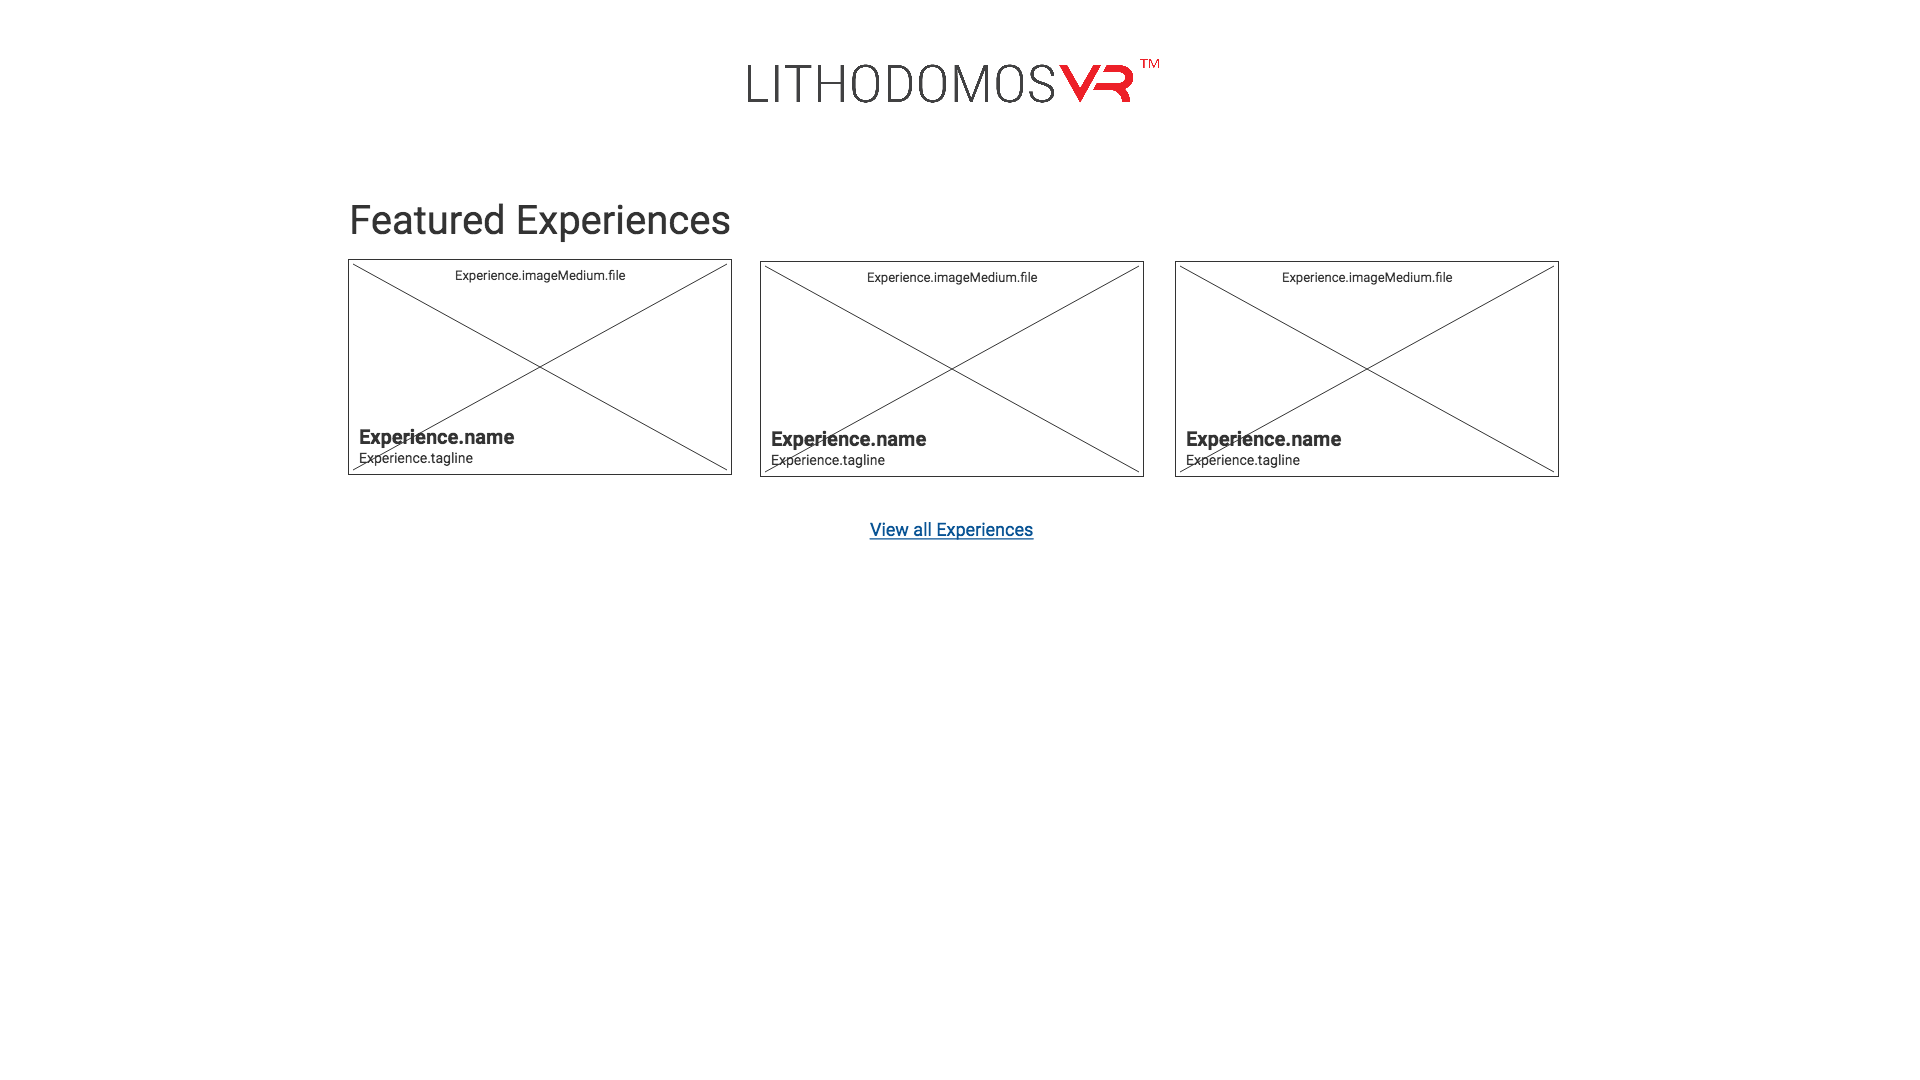 LITHODOMOSVR™
Featured Experiences
Experience.imageMedium.file
Experience.name
Experience.tagline
Experience.imageMedium.file
Experience.name
Experience.tagline
Experience.imageMedium.file
Experience.name
Experience.tagline
View all Experiences